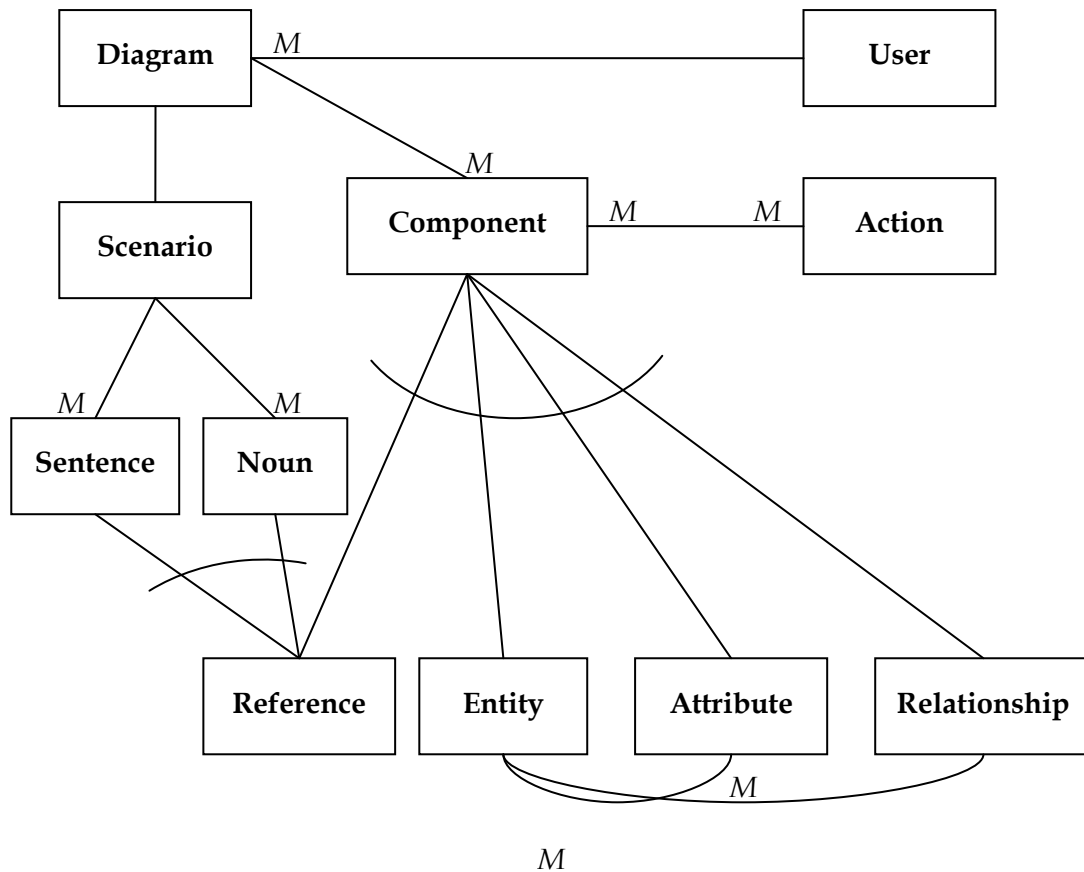 Diagram
M
User
M
Component
M
M
Action
Scenario
M
M
Sentence
Noun
Reference
Entity
Attribute
Relationship
M
M